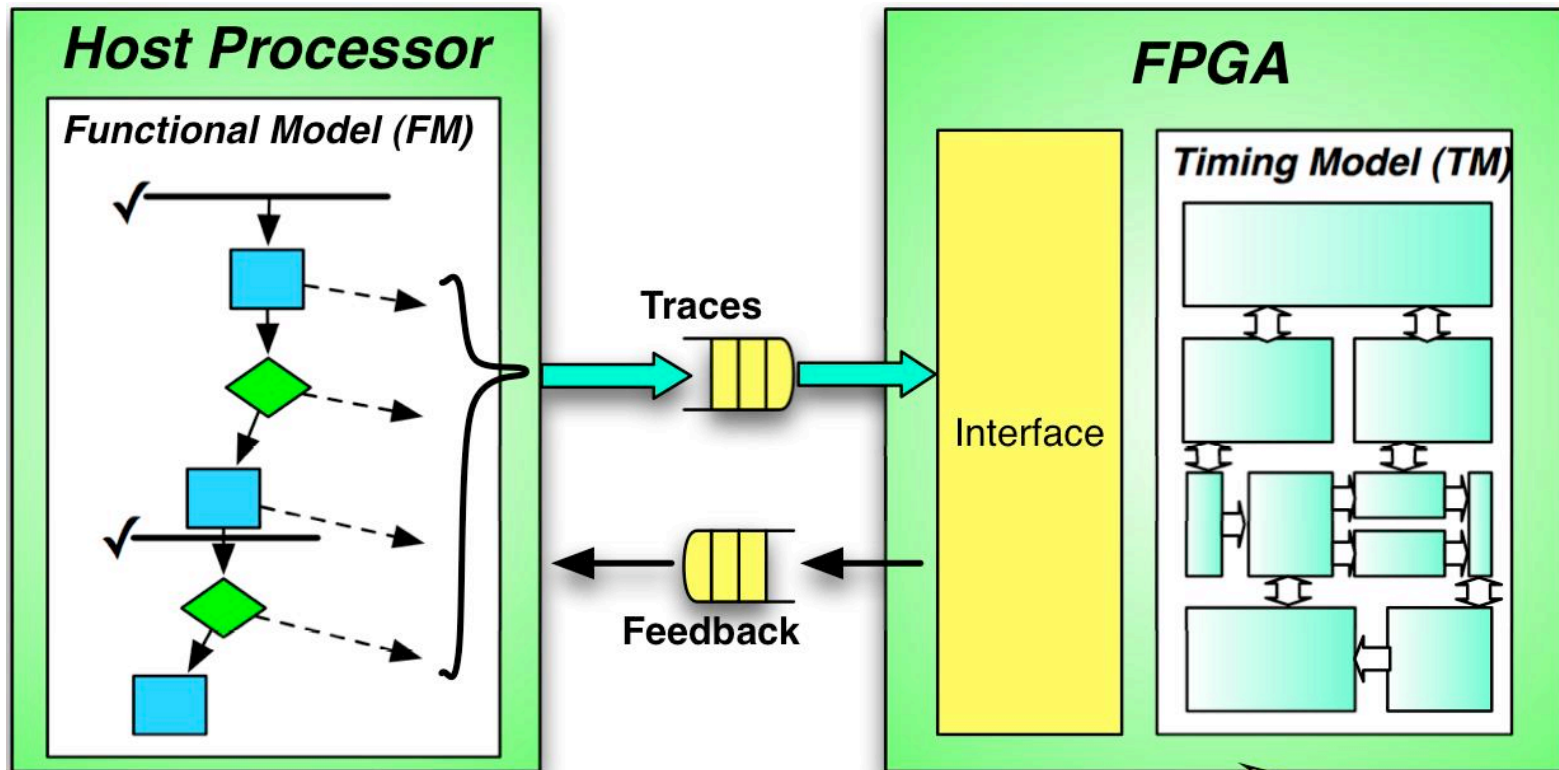 Host Processor
FPGA
Functional Model (FM)
Timing Model (TM)
Traces
Interface
Feedback